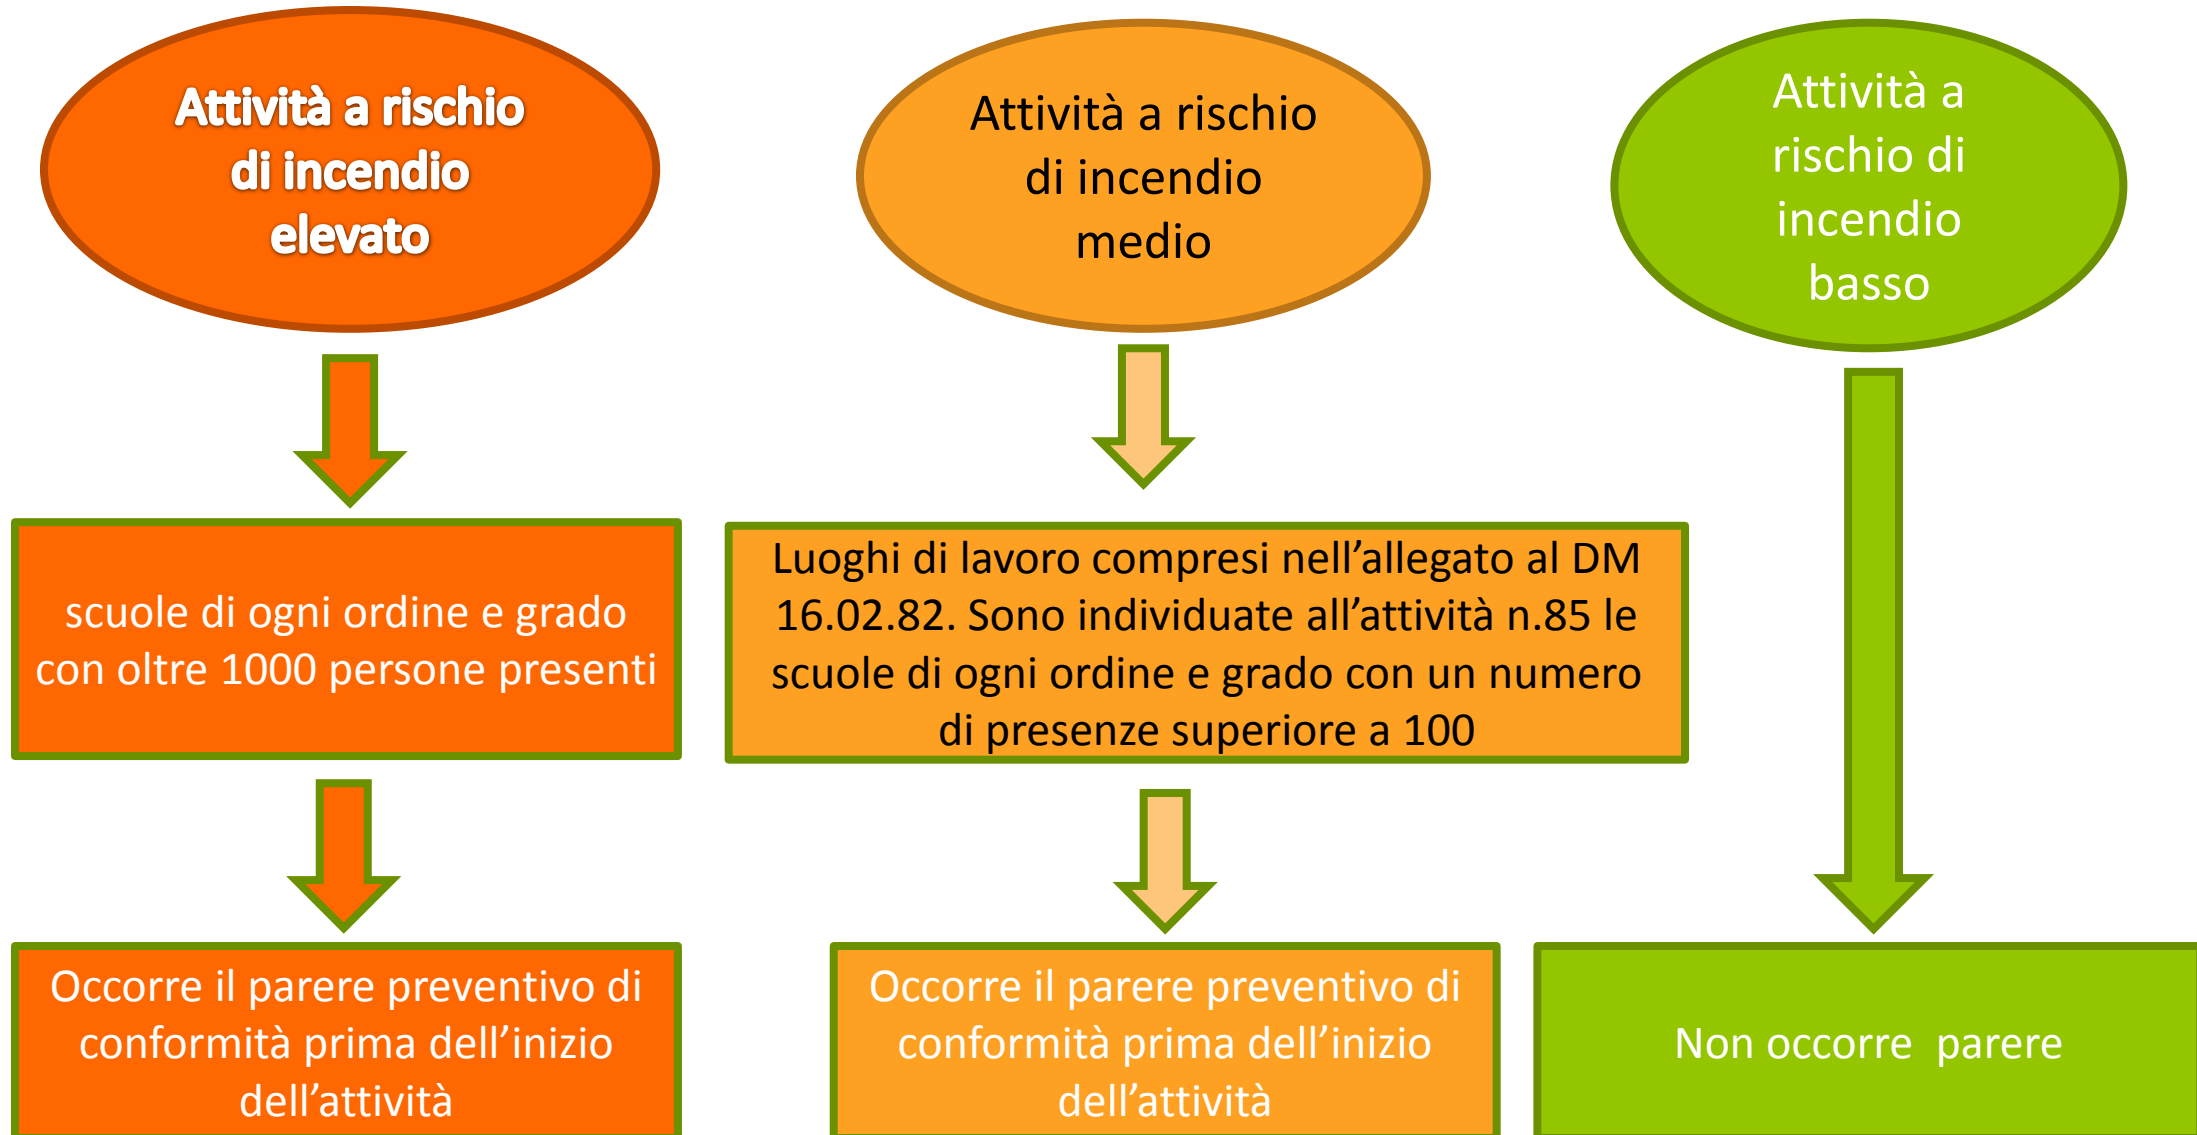 Attività a rischio
di incendio
elevato
Attività a rischio
di incendio
medio
Attività a
rischio di
incendio
basso
scuole di ogni ordine e grado
con oltre 1000 persone presenti
Luoghi di lavoro compresi nell’allegato al DM
16.02.82. Sono individuate all’attività n.85 le
scuole di ogni ordine e grado con un numero
di presenze superiore a 100
Occorre il parere preventivo di
conformità prima dell’inizio
dell’attività
Occorre il parere preventivo di
conformità prima dell’inizio
dell’attività
Non occorre  parere